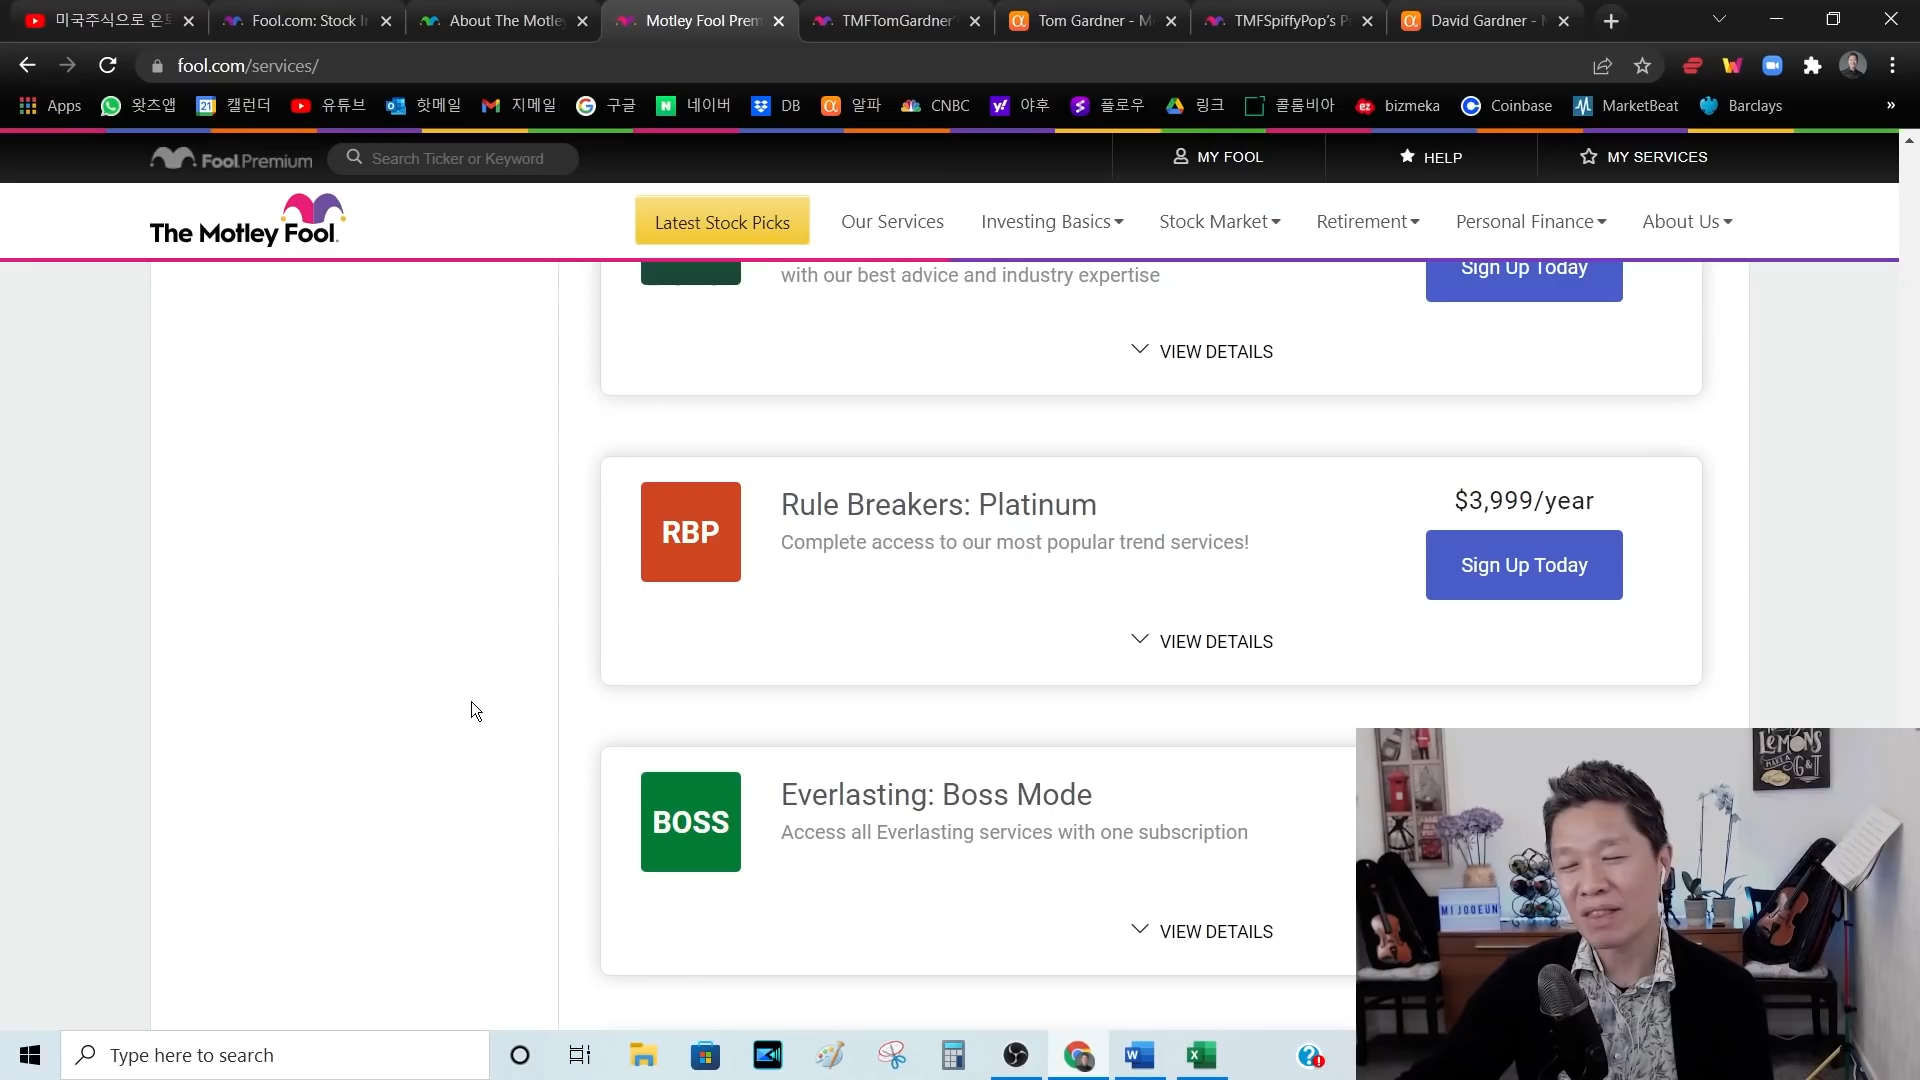 미국주식으로 은
Fool.com: Stock I
About The Motle
Motley Fool Prem
TMFTomGardner'
Tom Gardner - M
TMFSpiffyPop's P
David Gardner -
fool.com/services/
Apps
왓츠앱
캘린더
유튜브
핫메일
지메일
구글
네이버
DB
알파
CNBC
야후
플로우
링크
콜롬비아
bizmeka
Coinbase
MarketBeat
Barclays
»
FoolPremium
Search Ticker or Keyword
MY FOOL
HELP
MY SERVICES
The Motley Fool.
Latest Stock Picks
Our Services
Investing Basics
Stock Market
Retirement
Personal Finance
About Us
with our best advice and industry expertise
Sign Up Today
VIEW DETAILS
RBP
Rule Breakers: Platinum
Complete access to our most popular trend services!
$3,999/year
Sign Up Today
VIEW DETAILS
BOSS
Everlasting: Boss Mode
Access all Everlasting services with one subscription
VIEW DETAILS
LEMONS
MAKE A
G&T
MIJOOEUN
Type here to search